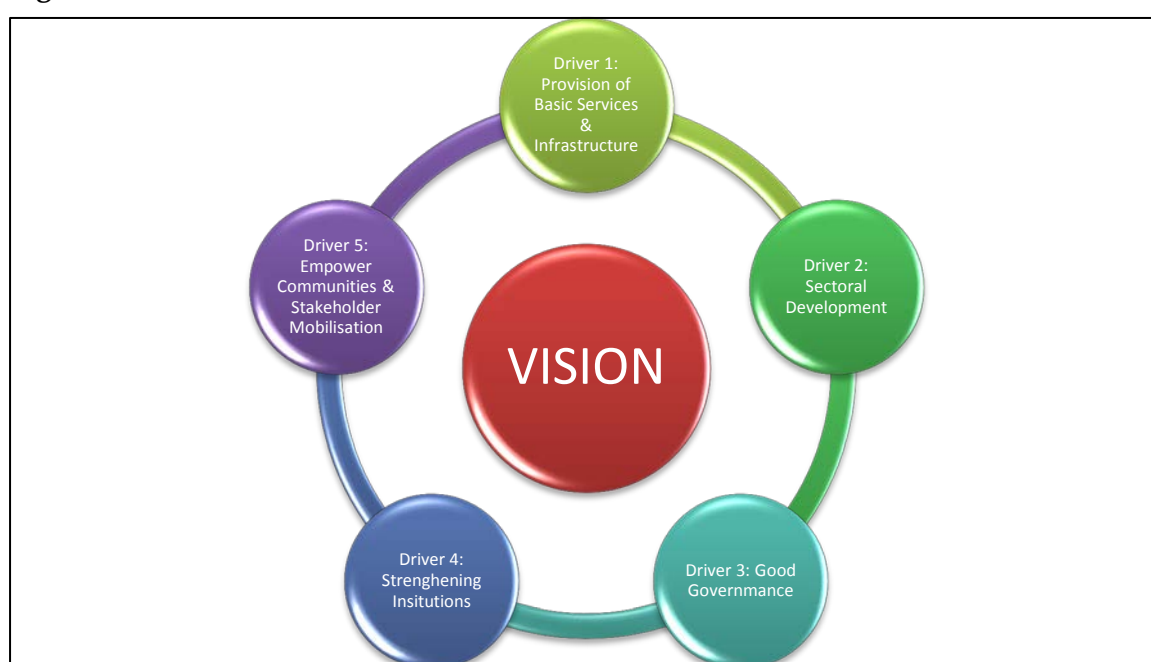 Driver 1:
Provision of
Basic Services
&
Infrastructure
Driver 2:
Sectoral
Development
Driver 3: Good
Governmance
Driver 4:
Strenghening
Insitutions
Driver 5:
Empower
Communities &
Stakeholder
Mobilisation
VISION